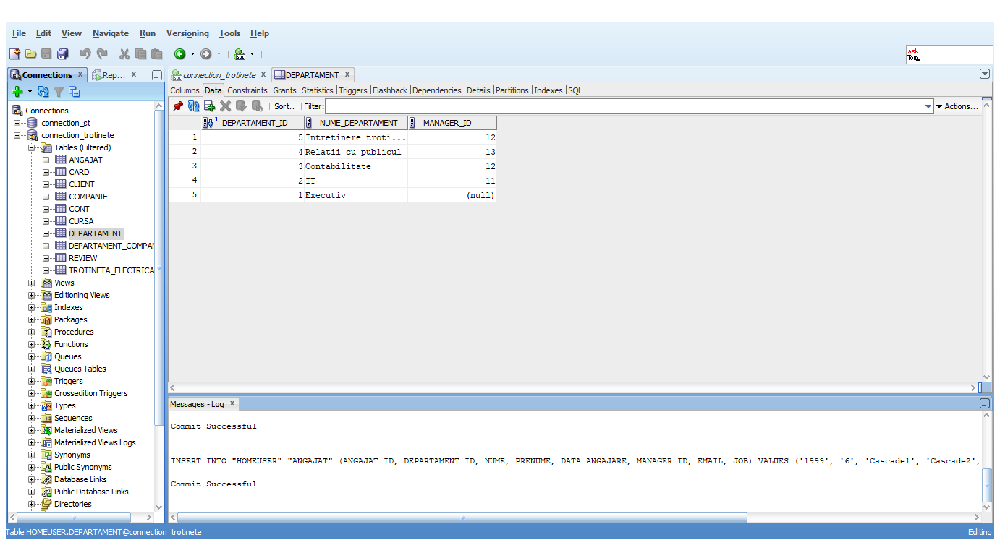 File Edit View Navigate Run Versioning Tools Help
ask
Tom
Connections x Rep... x
connection_trotinete x DEPARTAMENT x
Columns Data Constraints Grants Statistics Triggers Flashback Dependencies Details Partitions Indexes SQL
Sort.. Filter: Actions...
Connections
connection_st
connection_trotinete
Tables (Filtered)
ANGAJAT
CARD
CLIENT
COMPANIE
CONT
CURSA
DEPARTAMENT
DEPARTAMENT_COMPAN
REVIEW
TROTINETA_ELECTRICA
Views
Editioning Views
Indexes
Packages
Procedures
Functions
Queues
Queues Tables
Triggers
Crossedition Triggers
Types
Sequences
Materialized Views
Materialized Views Logs
Synonyms
Public Synonyms
Database Links
Public Database Links
Directories
1 DEPARTAMENT_ID NUME_DEPARTAMENT MANAGER_ID
1 5 Intretinere troti... 12
2 4 Relatii cu publicul 13
3 3 Contabilitate 12
4 2 IT 11
5 1 Executiv (null)
Messages - Log x
Commit Successful
INSERT INTO "HOMEUSER"."ANGAJAT" (ANGAJAT_ID, DEPARTAMENT_ID, NUME, PRENUME, DATA_ANGAJARE, MANAGER_ID, EMAIL, JOB) VALUES ('1999', '6', 'Cascade1', 'Cascade2',
Commit Successful
Table HOMEUSER.DEPARTAMENT@connection_trotinete Editing